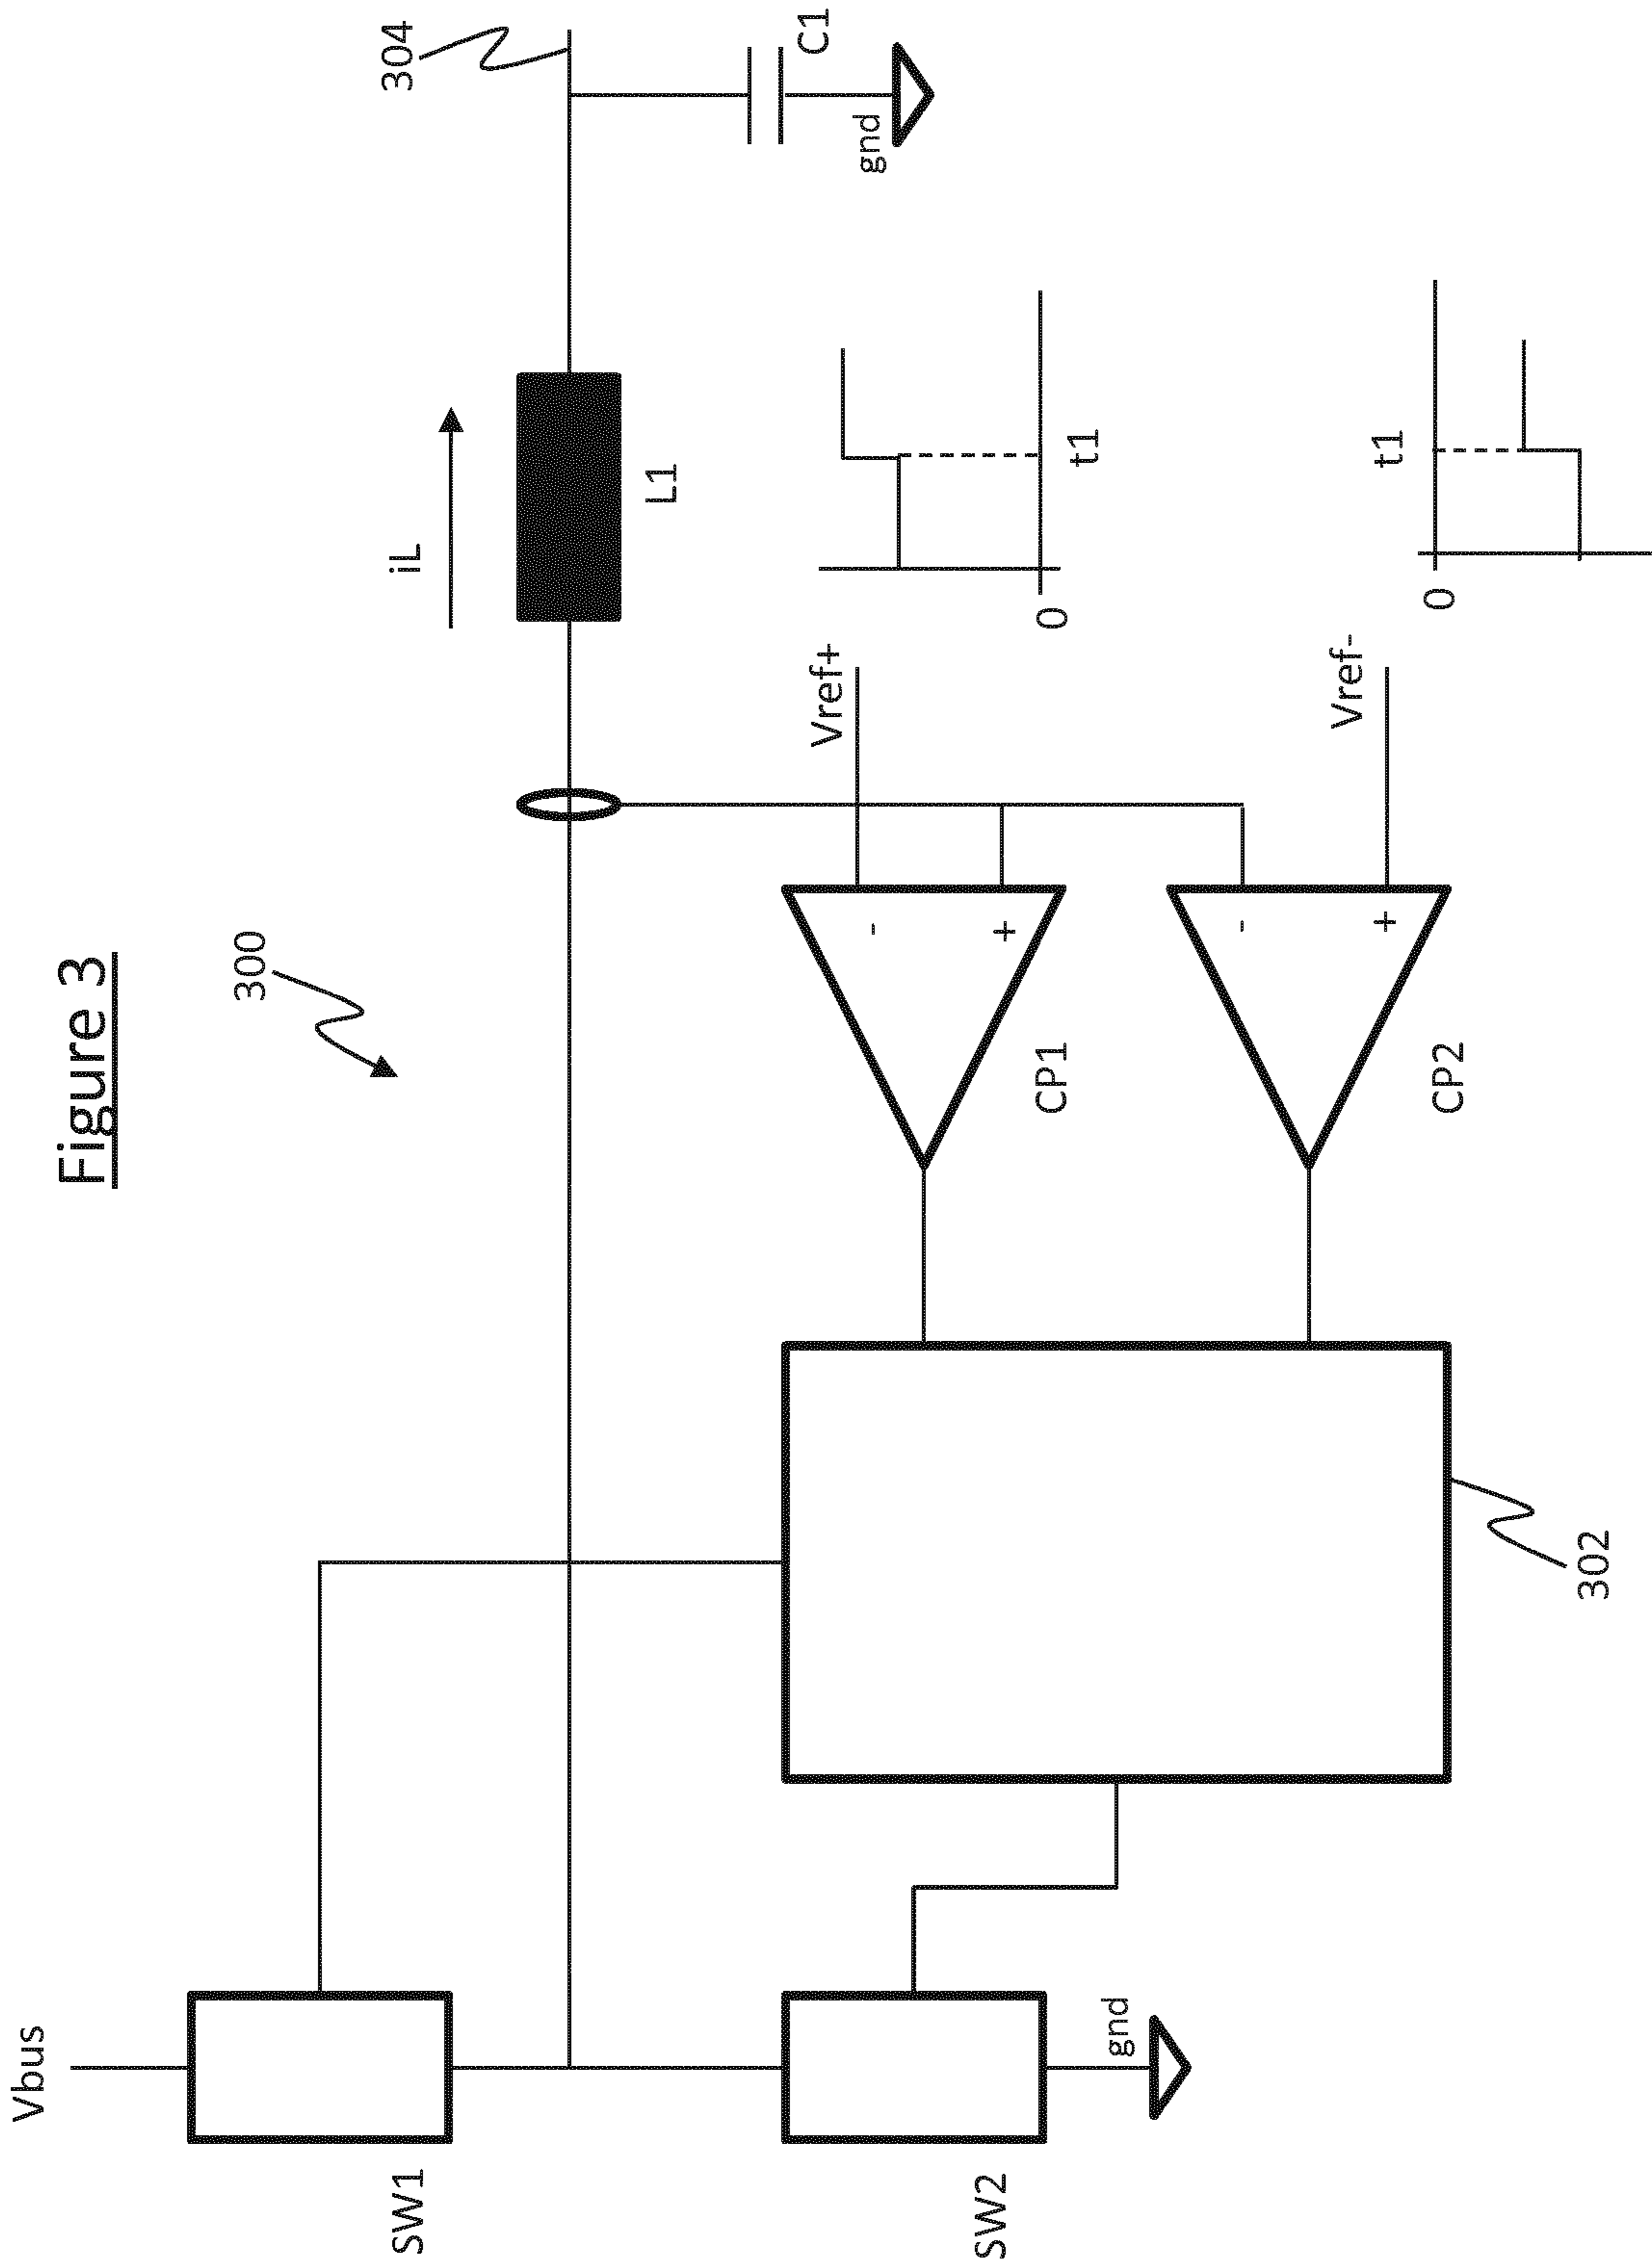 Figure 3
300
Vbus
SW1
SW2
gnd
302
CP1
CP2
-
+
-
+
Vref+
Vref-
iL
L1
304
C1
gnd
0
t1
0
t1